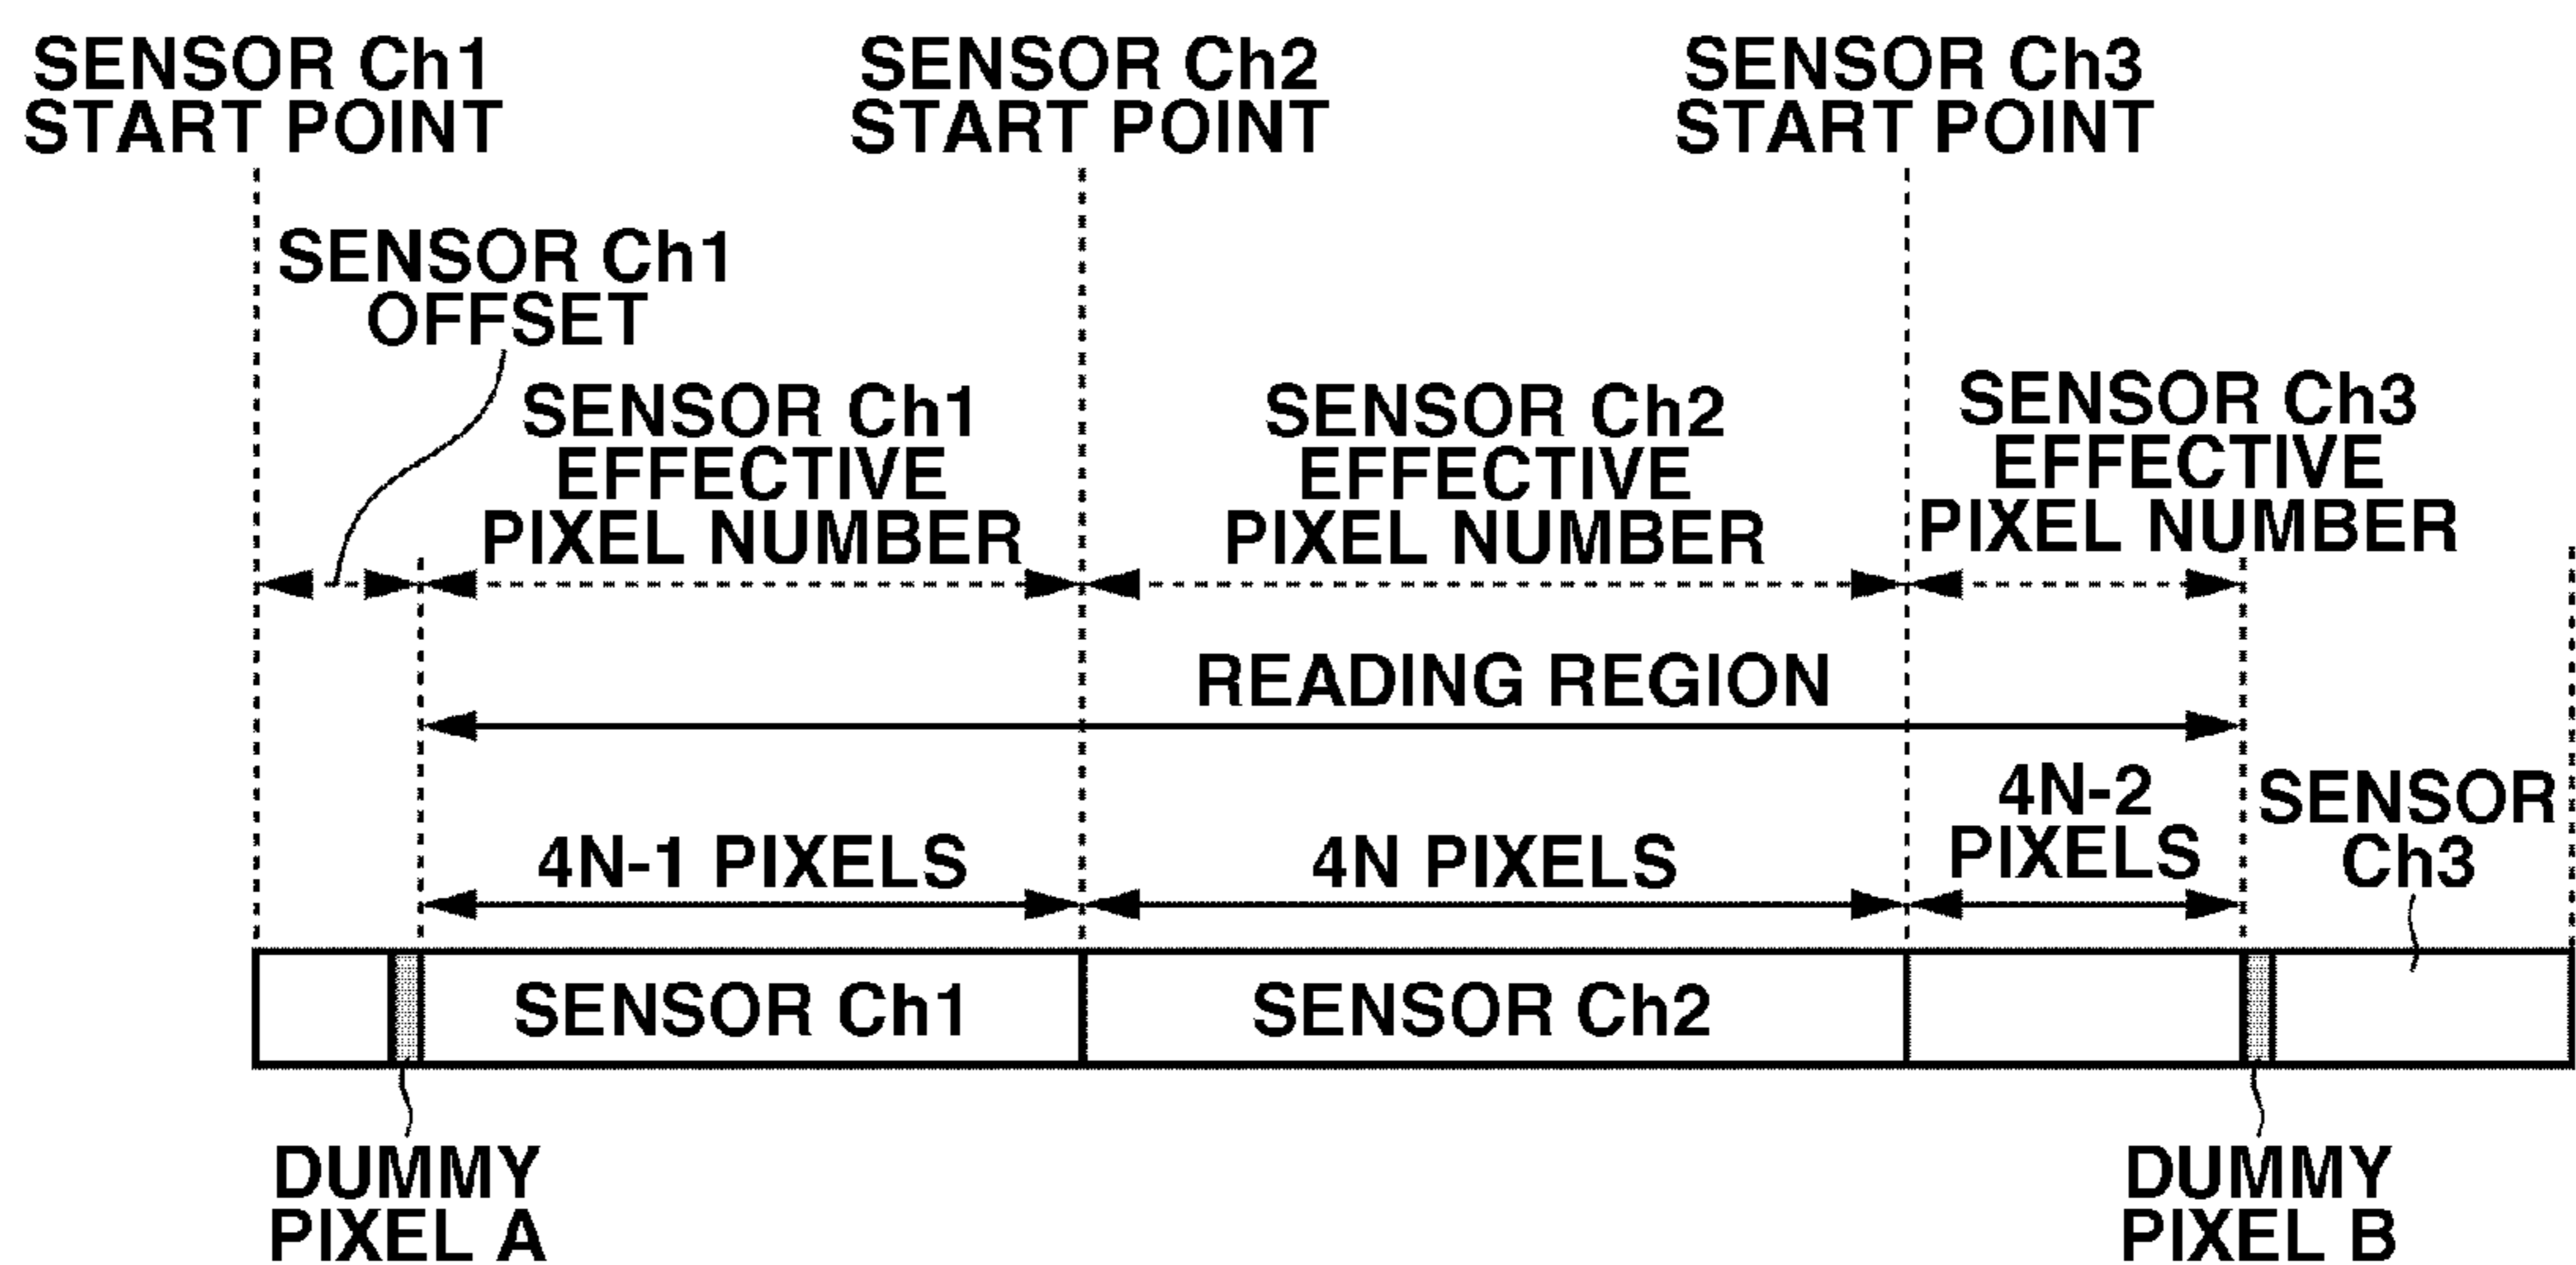 SENSOR Ch1
START POINT
SENSOR Ch2
START POINT
SENSOR Ch3
START POINT
SENSOR Ch1
OFFSET
SENSOR Ch1
EFFECTIVE
PIXEL NUMBER
SENSOR Ch2
EFFECTIVE
PIXEL NUMBER
SENSOR Ch3
EFFECTIVE
PIXEL NUMBER
READING REGION
4N-1 PIXELS
4N PIXELS
4N-2
PIXELS
SENSOR
Ch3
SENSOR Ch1
SENSOR Ch2
DUMMY
PIXEL A
DUMMY
PIXEL B